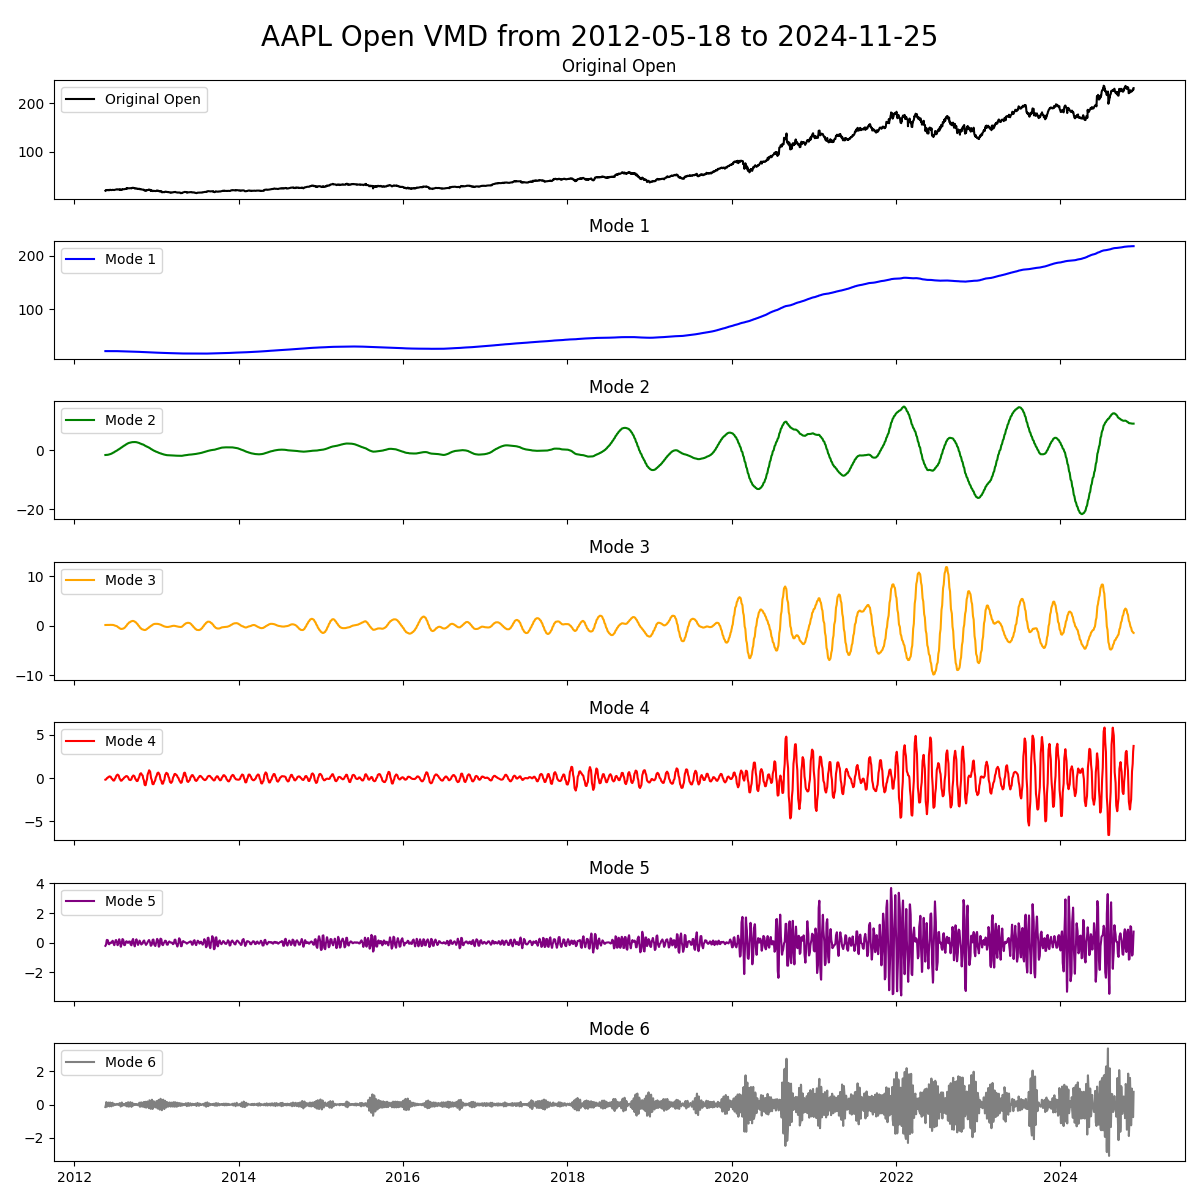 AAPL Open VMD from 2012-05-18 to 2024-11-25
Original Open
Original Open
200
100
Mode 1
Mode 1
200
100
Mode 2
Mode 2
0
−20
Mode 3
Mode 3
10
0
−10
Mode 4
Mode 4
5
0
−5
Mode 5
4
Mode 5
2
0
−2
Mode 6
Mode 6
2
0
−2
2012 2014 2016 2018 2020 2022 2024